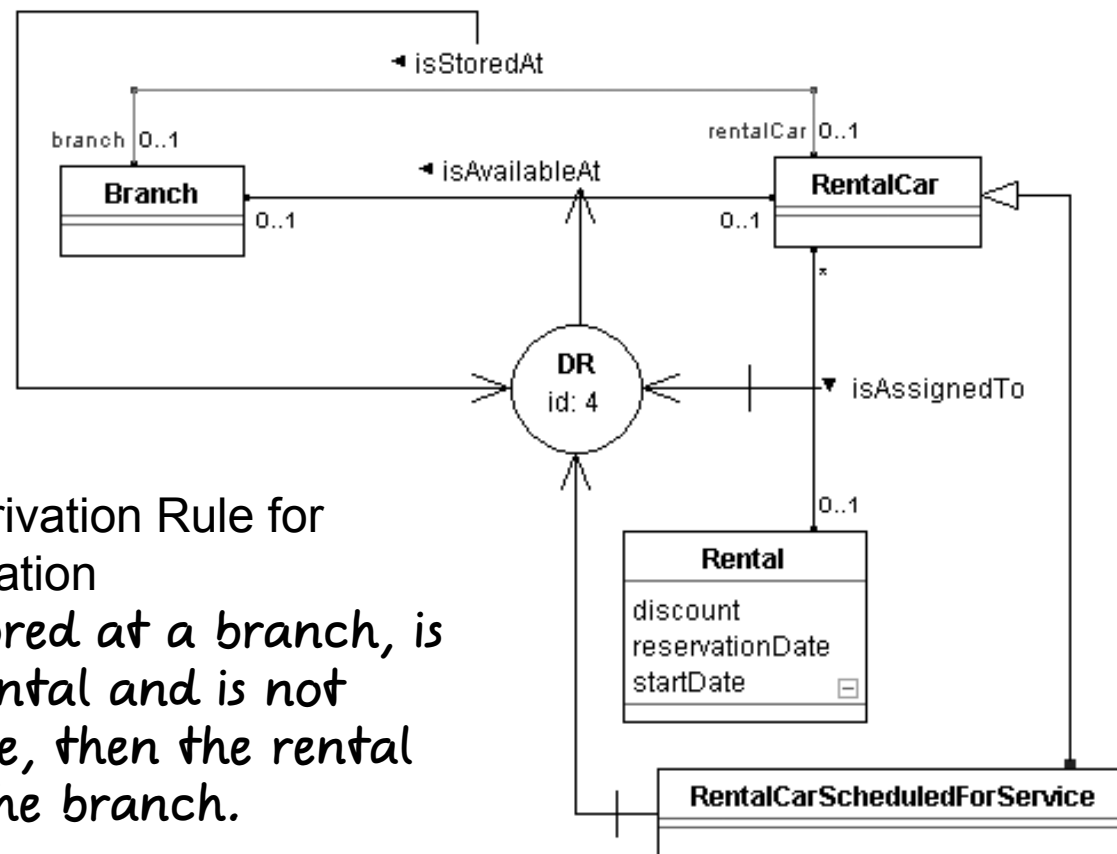 ◄ isStoredAt
branch 0..1
rentalCar 0..1
Branch
◄ isAvailableAt
RentalCar
0..1
0..1
*
DR
id: 4
▼ isAssignedTo
rivation Rule for
ation
ored at a branch, is
ntal and is not
e, then the rental
he branch.
0..1
Rental
discount
reservationDate
startDate
RentalCarScheduledForService